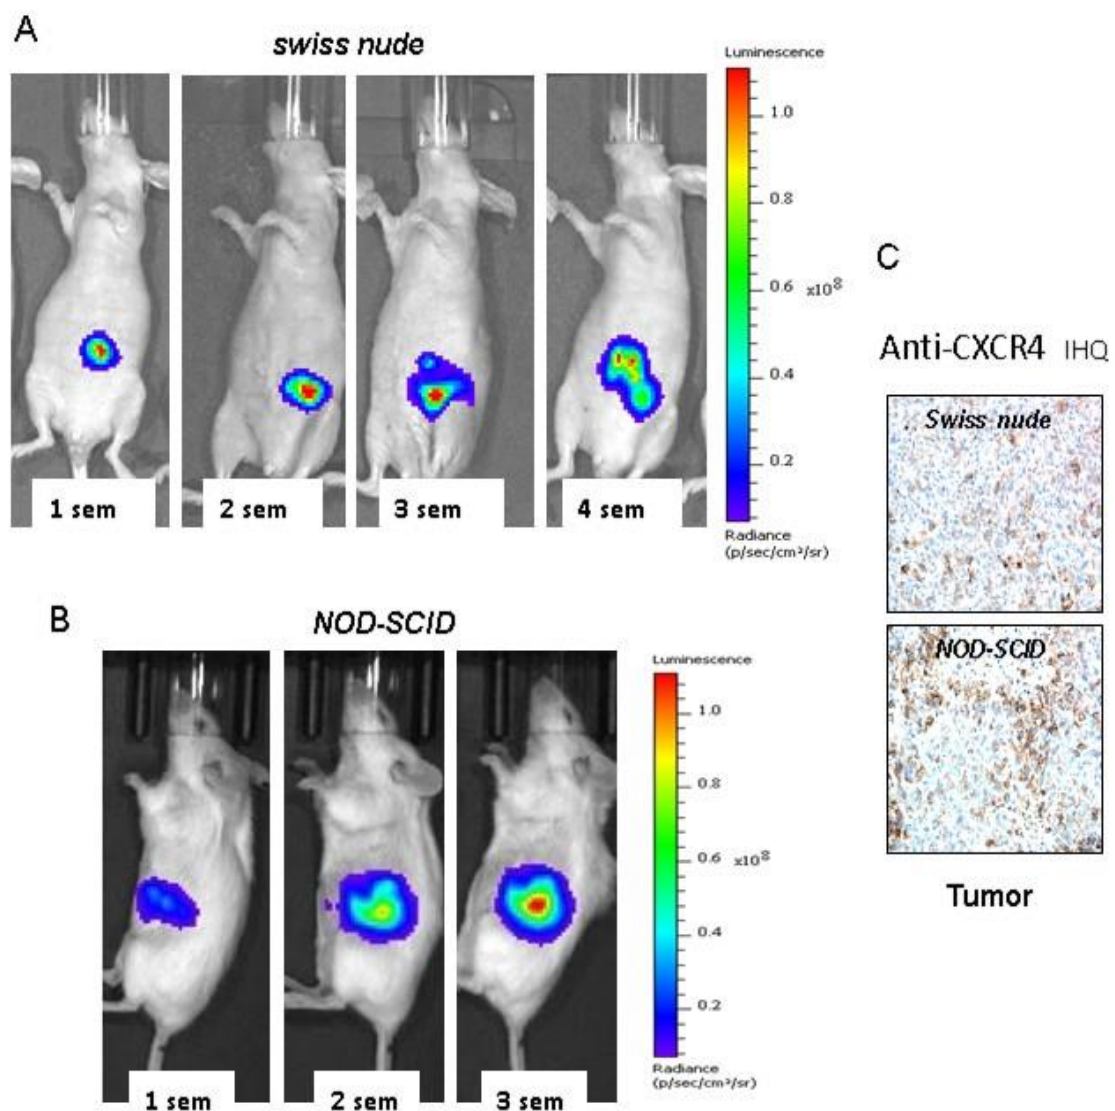 A
swiss nude
Luminescence
1.0
0.8
0.6
x10⁸
0.4
0.2
Radiance
(p/sec/cm²/sr)
1 sem
2 sem
3 sem
4 sem
B
NOD-SCID
Luminescence
1.0
0.8
0.6
x10⁸
0.4
0.2
Radiance
(p/sec/cm²/sr)
1 sem
2 sem
3 sem
C
Anti-CXCR4 IHQ
Swiss nude
NOD-SCID
Tumor